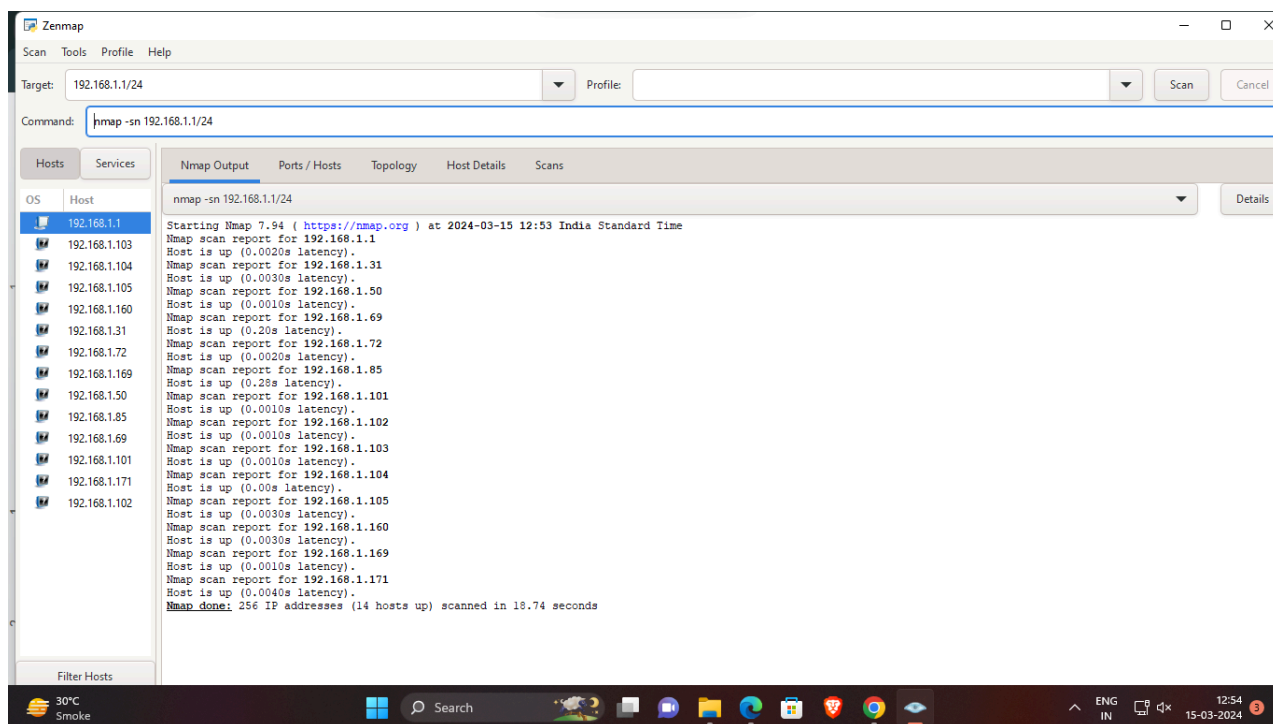 Zenmap
Scan Tools Profile Help
Target: 192.168.1.1/24 Profile: Scan Cancel
Command: nmap -sn 192.168.1.1/24
Hosts Services Nmap Output Ports / Hosts Topology Host Details Scans
OS Host
nmap -sn 192.168.1.1/24 Details
192.168.1.1
192.168.1.103
192.168.1.104
192.168.1.105
192.168.1.160
192.168.1.31
192.168.1.72
192.168.1.169
192.168.1.50
192.168.1.85
192.168.1.69
192.168.1.101
192.168.1.171
192.168.1.102
Filter Hosts
Starting Nmap 7.94 ( https://nmap.org ) at 2024-03-15 12:53 India Standard Time
Nmap scan report for 192.168.1.1
Host is up (0.0020s latency).
Nmap scan report for 192.168.1.31
Host is up (0.0030s latency).
Nmap scan report for 192.168.1.50
Host is up (0.0010s latency).
Nmap scan report for 192.168.1.69
Host is up (0.20s latency).
Nmap scan report for 192.168.1.72
Host is up (0.0020s latency).
Nmap scan report for 192.168.1.85
Host is up (0.28s latency).
Nmap scan report for 192.168.1.101
Host is up (0.0010s latency).
Nmap scan report for 192.168.1.102
Host is up (0.0010s latency).
Nmap scan report for 192.168.1.103
Host is up (0.0010s latency).
Nmap scan report for 192.168.1.104
Host is up (0.00s latency).
Nmap scan report for 192.168.1.105
Host is up (0.0030s latency).
Nmap scan report for 192.168.1.160
Host is up (0.0030s latency).
Nmap scan report for 192.168.1.169
Host is up (0.0010s latency).
Nmap scan report for 192.168.1.171
Host is up (0.0040s latency).
Nmap done: 256 IP addresses (14 hosts up) scanned in 18.74 seconds
30°C
Smoke
Search
ENG
IN
12:54
15-03-2024
3